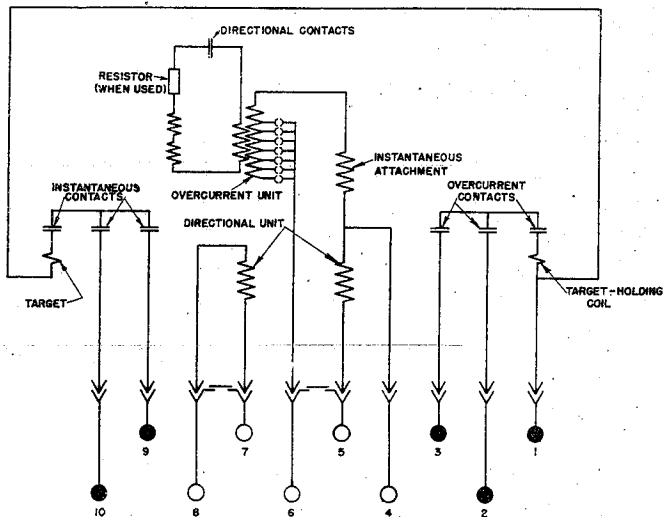 DIRECTIONAL CONTACTS
RESISTOR
(WHEN USED)
INSTANTANEOUS
ATTACHMENT
OVERCURRENT UNIT
INSTANTANEOUS
CONTACTS
OVERCURRENT
CONTACTS
DIRECTIONAL UNIT
TARGET
TARGET-HOLDING
COIL
9 7 5 3 1
10 8 6 4 2